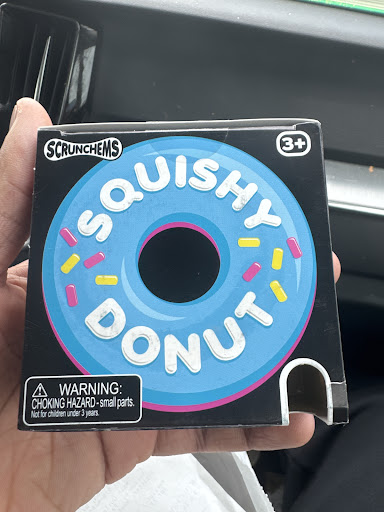 SCRUNCHEMS
3+
SQUISHY
DONUT
WARNING:
CHOKING HAZARD - small parts.
Not for children under 3 years.